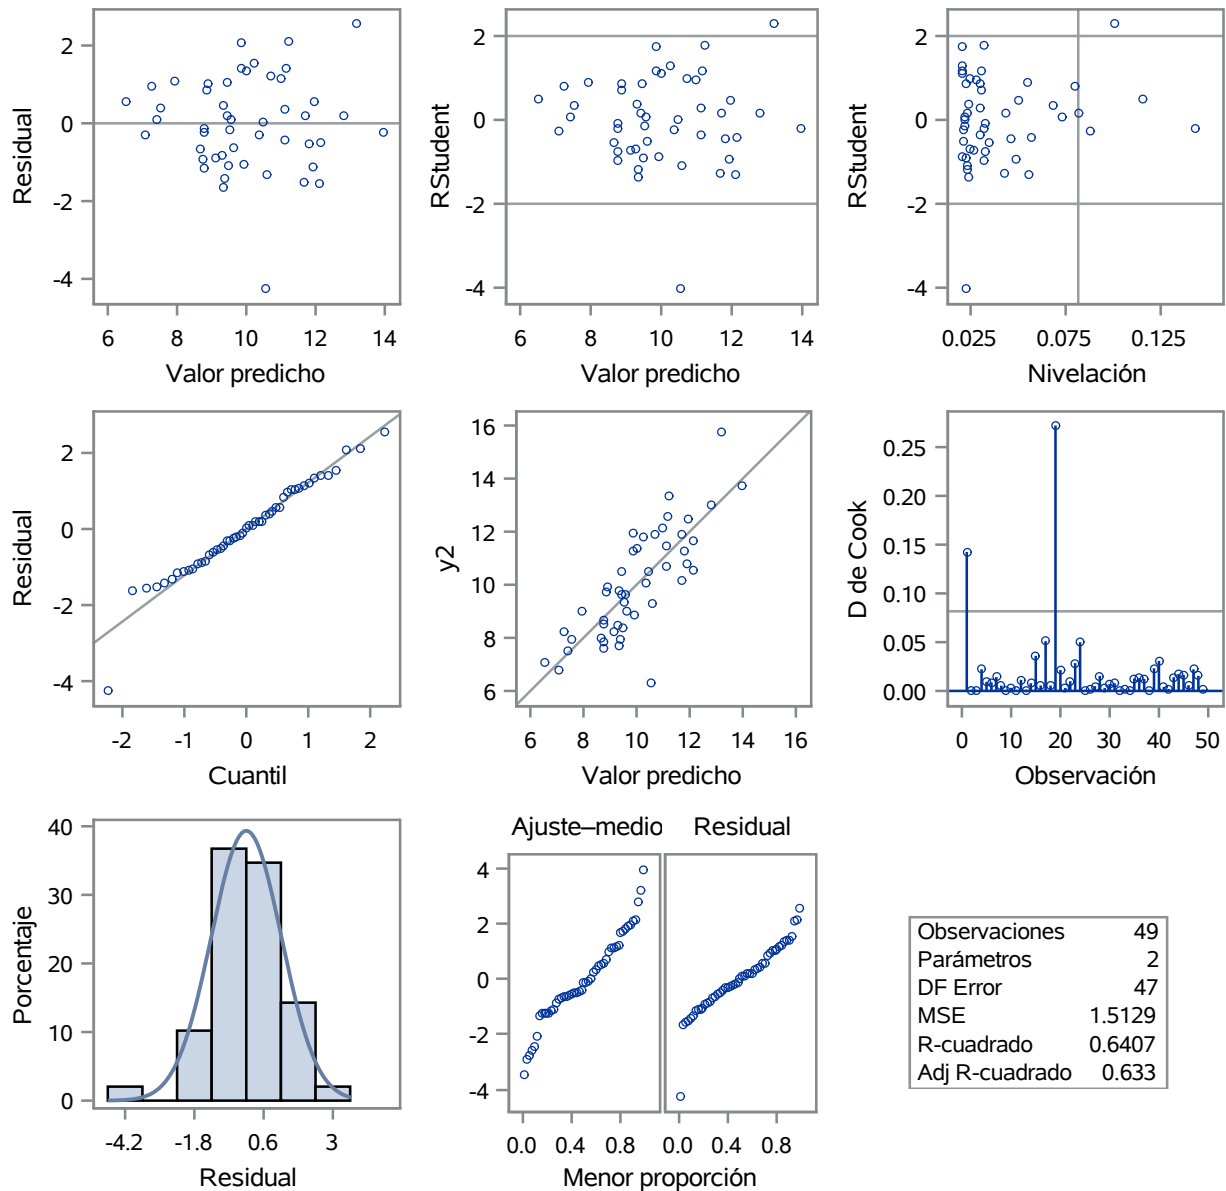 2
0
-2
-4
Residual
6 8 10 12 14
Valor predicho
2
0
-2
-4
RStudent
6 8 10 12 14
Valor predicho
2
0
-2
-4
RStudent
0.025 0.075 0.125
Nivelación
2
0
-2
-4
Residual
-2 -1 0 1 2
Cuantil
16
14
12
10
8
6
y2
6 8 10 12 14 16
Valor predicho
0.25
0.20
0.15
0.10
0.05
0.00
D de Cook
0 10 20 30 40 50
Observación
40
30
20
10
0
Porcentaje
-4.2 -1.8 0.6 3
Residual
Ajuste–medio Residual
4
2
0
-2
-4
0.0 0.4 0.8 0.0 0.4 0.8
Menor proporción
Observaciones 49
Parámetros 2
DF Error 47
MSE 1.5129
R-cuadrado 0.6407
Adj R-cuadrado 0.633